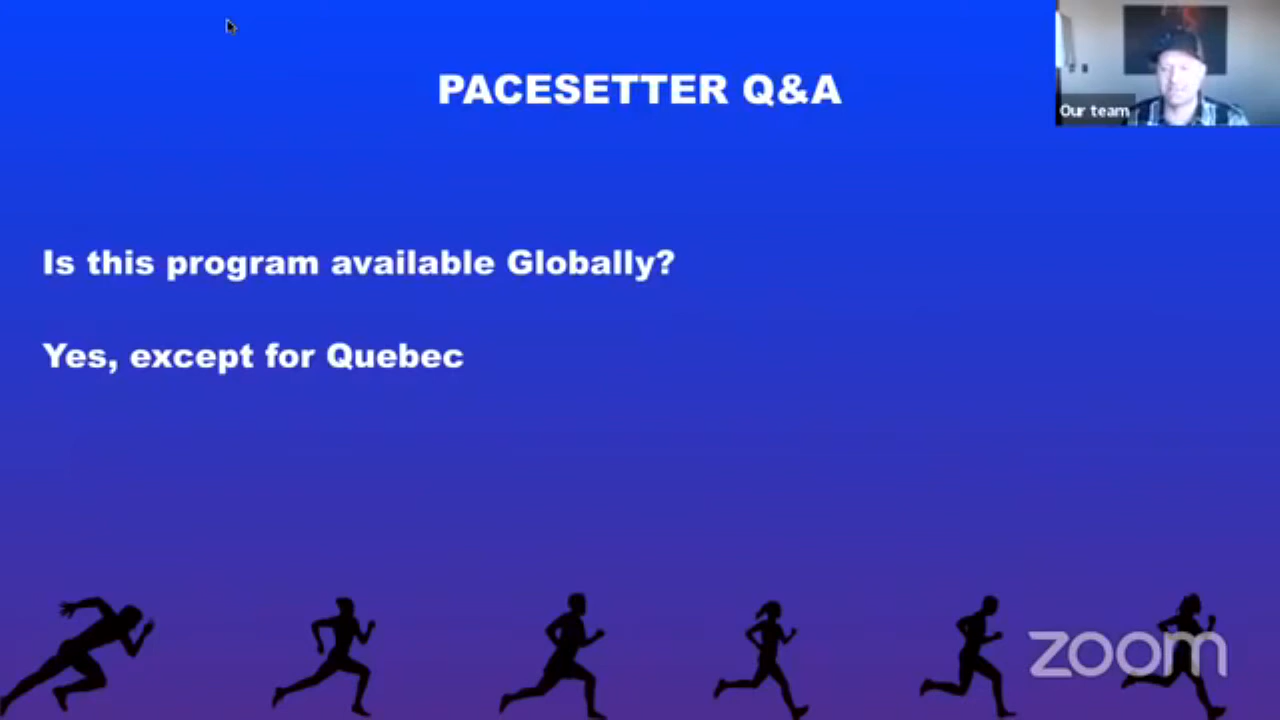 PACESETTER Q&A
Our team
Is this program available Globally?
Yes, except for Quebec
zoom